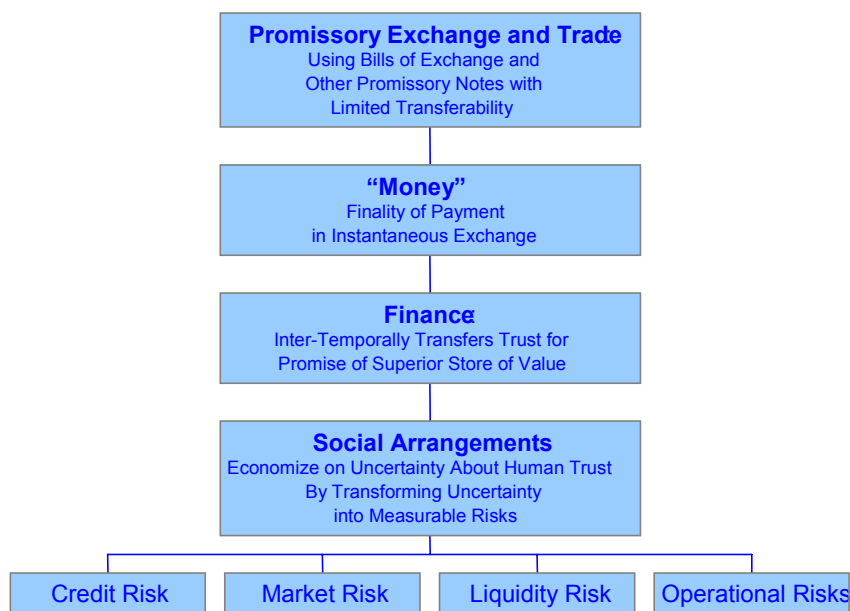 Promissory Exchange and Trade:
Using Bills of Exchange and
Other Promissory Notes with
Limited Transferability
“Money”
Finality of Payment
in Instantaneous Exchange
Finance:
Inter-Temporally Transfers Trust for
Promise of Superior Store of Value
Social Arrangements
Economize on Uncertainty About Human Trust
By Transforming Uncertainty
into Measurable Risks
Credit Risk
Market Risk
Liquidity Risk
Operational Risks